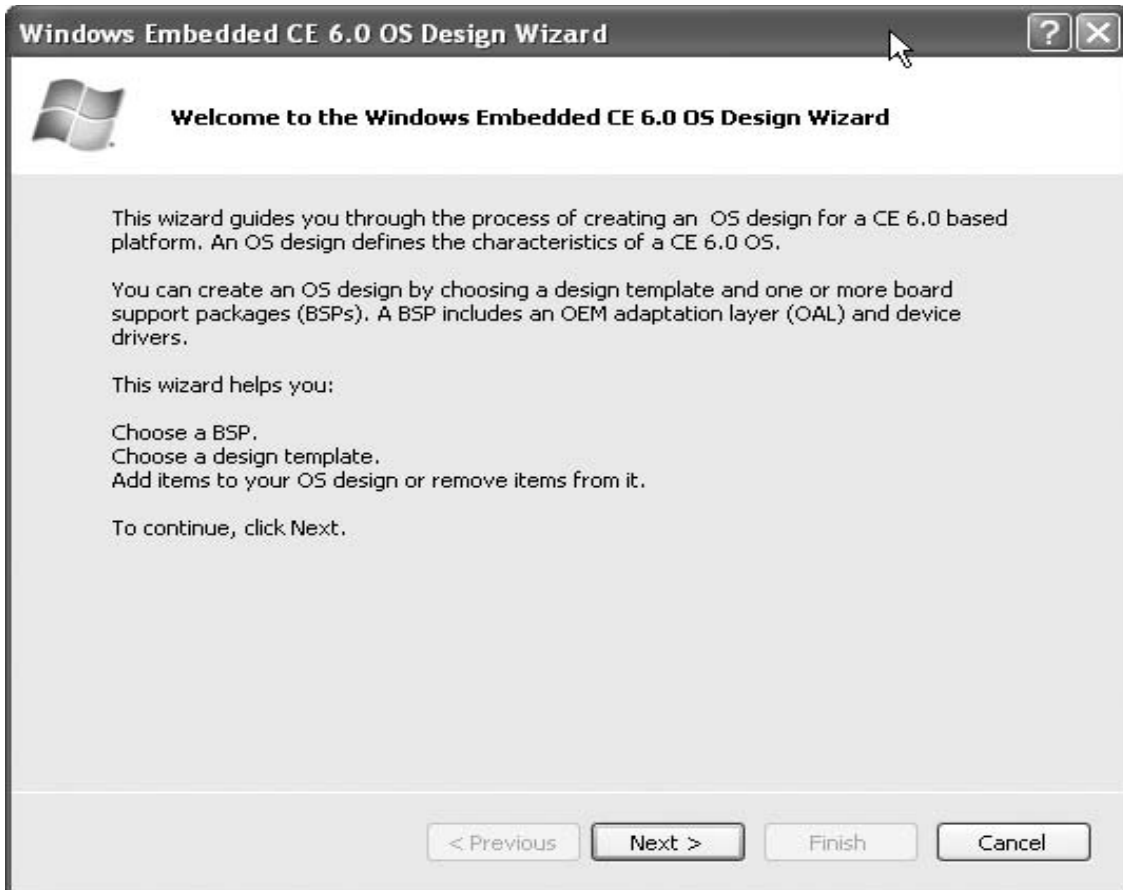 Windows Embedded CE 6.0 OS Design Wizard
Welcome to the Windows Embedded CE 6.0 OS Design Wizard
This wizard guides you through the process of creating an  OS design for a CE 6.0 based
platform. An OS design defines the characteristics of a CE 6.0 OS.
You can create an OS design by choosing a design template and one or more board
support packages (BSPs). A BSP includes an OEM adaptation layer (OAL) and device
drivers.
This wizard helps you:
Choose a BSP.
Choose a design template.
Add items to your OS design or remove items from it.
To continue, click Next.
< Previous
Next >
Finish
Cancel